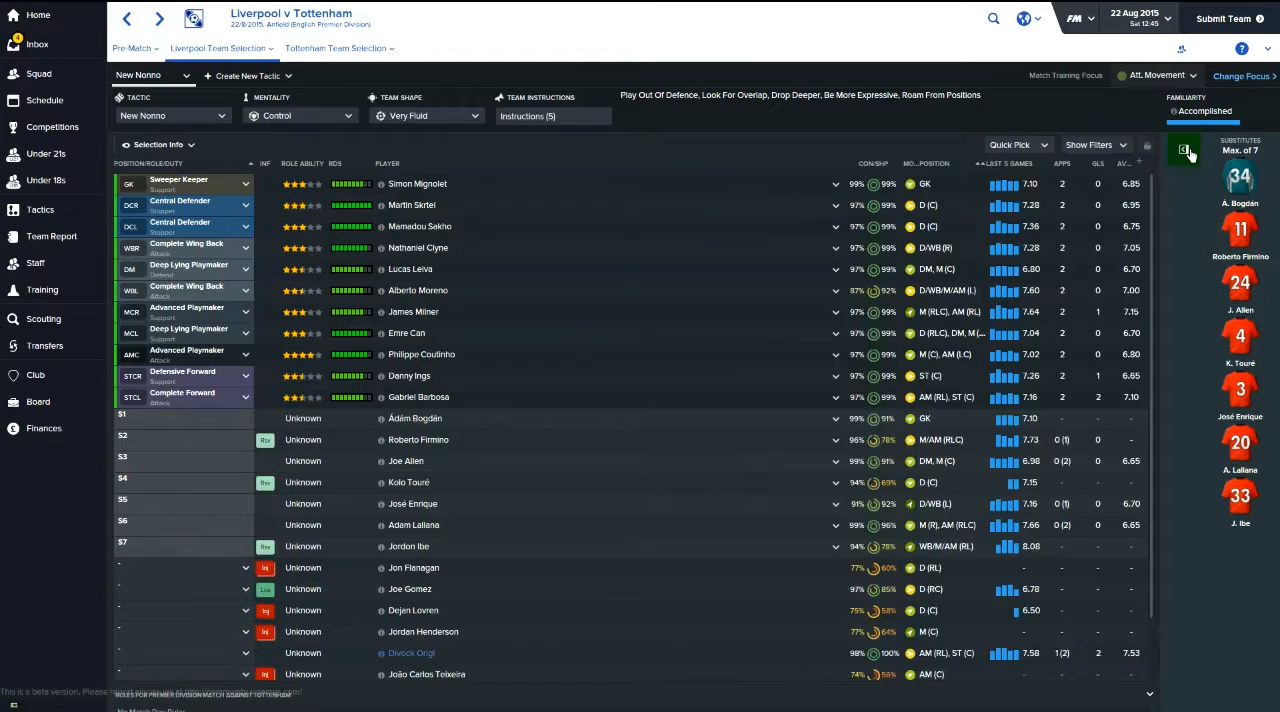 Home
4
Inbox
Squad
Schedule
Competitions
Under 21s
Under 18s
Tactics
Team Report
Staff
Training
Scouting
Transfers
Club
Board
Finances
Liverpool v Tottenham
22/8/2015. Anfield (English Premier Division)
FM
22 Aug 2015
Sat 12:45
Submit Team
Pre-Match Liverpool Team Selection Tottenham Team Selection
New Nonno + Create New Tactic Match Training Focus Att. Movement Change Focus >
TACTIC MENTALITY TEAM SHAPE TEAM INSTRUCTIONS Play Out Of Defence, Look For Overlap, Drop Deeper, Be More Expressive, Roam From Positions FAMILIARITY
New Nonno Control Very Fluid Instructions (5) Accomplished
Selection Info Quick Pick Show Filters
POSITION/ROLE/DUTY INF ROLE ABILITY RDS PLAYER CON/SHP MO... POSITION LAST 5 GAMES APPS GLS AV...
GK Sweeper Keeper Support Simon Mignolet 99% 99% GK 7.10 2 0 6.85
DCR Central Defender Stopper Martin Skrtel 97% 99% D (C) 7.28 2 0 6.95
DCL Central Defender Stopper Mamadou Sakho 97% 99% D (C) 7.36 2 0 6.75
WBR Complete Wing Back Attack Nathaniel Clyne 97% 99% D/WB (R) 7.28 2 0 7.05
DM Deep Lying Playmaker Defend Lucas Leiva 97% 99% DM, M (C) 6.80 2 0 6.70
WBL Complete Wing Back Attack Alberto Moreno 87% 92% D/WB/M/AM (L) 7.60 2 0 7.00
MCR Advanced Playmaker Support James Milner 97% 99% M (RLC), AM (RL) 7.64 2 1 7.15
MCL Deep Lying Playmaker Support Emre Can 97% 99% D (RLC), DM, M (... 7.04 2 0 6.70
AMC Advanced Playmaker Attack Philippe Coutinho 97% 99% M (C), AM (LC) 7.02 2 0 6.80
STCR Defensive Forward Support Danny Ings 97% 99% ST (C) 7.26 2 1 6.65
STCL Complete Forward Attack Gabriel Barbosa 97% 99% AM (RL), ST (C) 7.16 2 2 7.10
S1 Unknown Ádám Bogdán 99% 91% GK 7.10 - - -
S2 Rsv Unknown Roberto Firmino 96% 78% M/AM (RLC) 7.73 0 (1) 0 -
S3 Unknown Joe Allen 99% 91% DM, M (C) 6.98 0 (2) 0 6.65
S4 Rsv Unknown Kolo Touré 94% 69% D (C) 7.15 - - -
S5 Unknown José Enrique 91% 92% D/WB (L) 7.16 0 (1) 0 6.70
S6 Unknown Adam Lallana 99% 96% M (R), AM (RLC) 7.66 0 (2) 0 6.65
S7 Rsv Unknown Jordon Ibe 94% 78% WB/M/AM (RL) 8.08 - - -
- Inj Unknown Jon Flanagan 77% 60% D (RL) - - - -
- Unknown Joe Gomez 97% 85% D (RC) 6.78 - - -
- Inj Unknown Dejan Lovren 75% 58% D (C) 6.50 - - -
- Inj Unknown Jordan Henderson 77% 64% M (C) - - - -
- Unknown Divock Origi 98% 100% AM (RL), ST (C) 7.58 1 (2) 2 7.53
- Inj Unknown João Carlos Teixeira 74% 56% AM (C) - - - -
SUBSTITUTES
Max. of 7
34
Á. Bogdán
11
Roberto Firmino
24
J. Allen
4
K. Touré
3
José Enrique
20
A. Lallana
33
J. Ibe
This is a beta version. Please
ROLES FOR PREMIER DIVISION MATCH AGAINST TOTTENHAM
No Match Day Roles